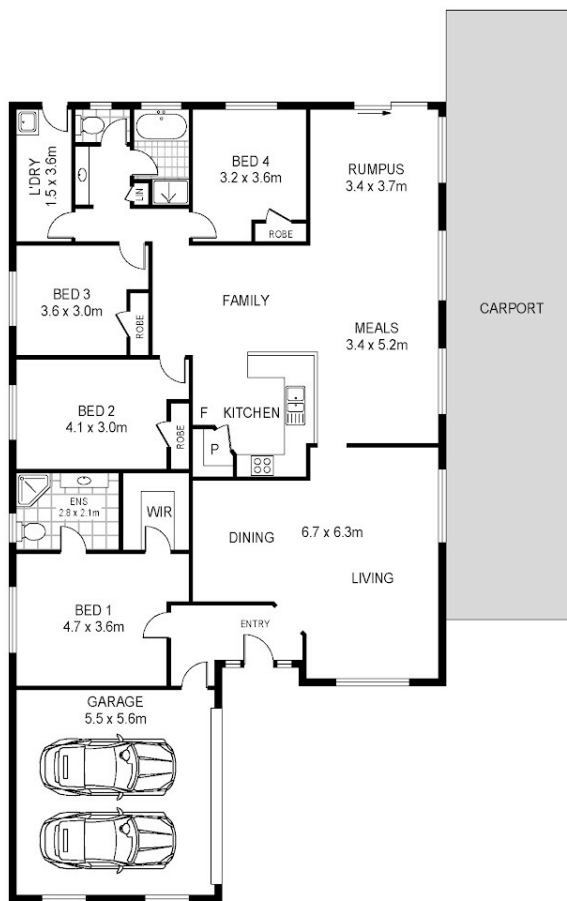 L'DRY
1.5 x 3.6m
LIN
BED 4
3.2 x 3.6m
ROBE
RUMPUS
3.4 x 3.7m
BED 3
3.6 x 3.0m
ROBE
FAMILY
MEALS
3.4 x 5.2m
CARPORT
BED 2
4.1 x 3.0m
ROBE
F
KITCHEN
P
ENS
2.8 x 2.1m
WIR
DINING
6.7 x 6.3m
LIVING
BED 1
4.7 x 3.6m
ENTRY
GARAGE
5.5 x 5.6m